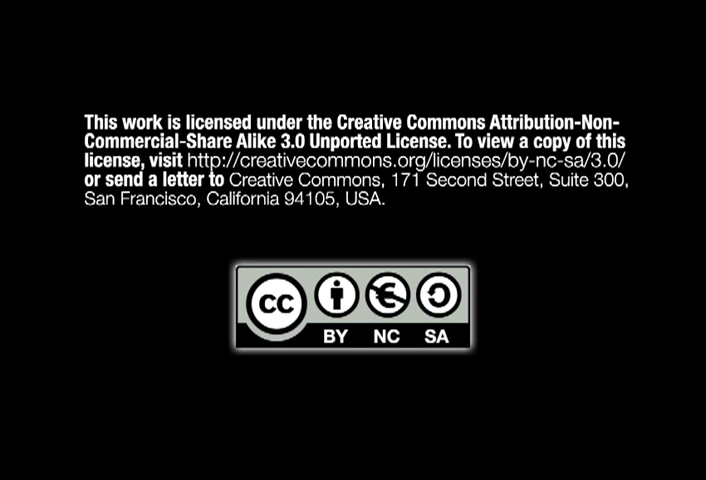 This work is licensed under the Creative Commons Attribution-Non-
Commercial-Share Alike 3.0 Unported License. To view a copy of this
license, visit http://creativecommons.org/licenses/by-nc-sa/3.0/
or send a letter to Creative Commons, 171 Second Street, Suite 300,
San Francisco, California 94105, USA.
cc
BY NC SA